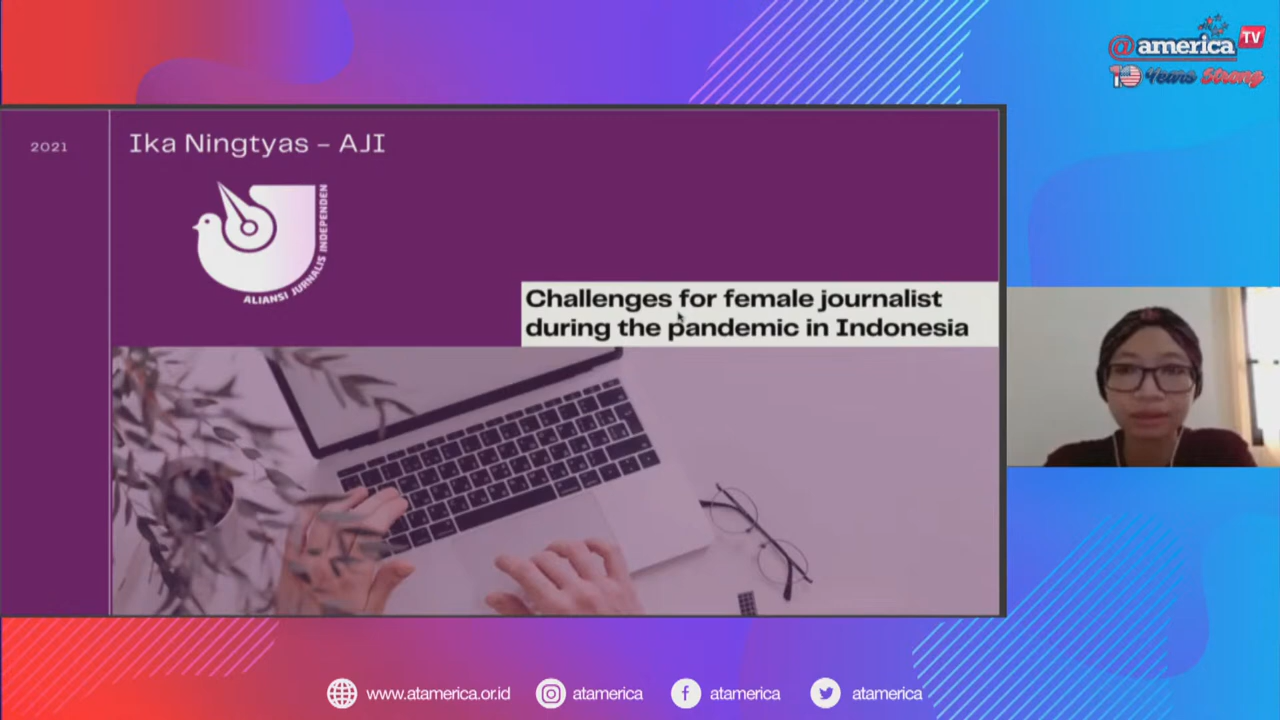 @america TV
10 Years Strong
2021
Ika Ningtyas - AJI
ALIANSI JURNALIS INDEPENDEN
Challenges for female journalist
during the pandemic in Indonesia
www.atamerica.or.id
atamerica
atamerica
atamerica